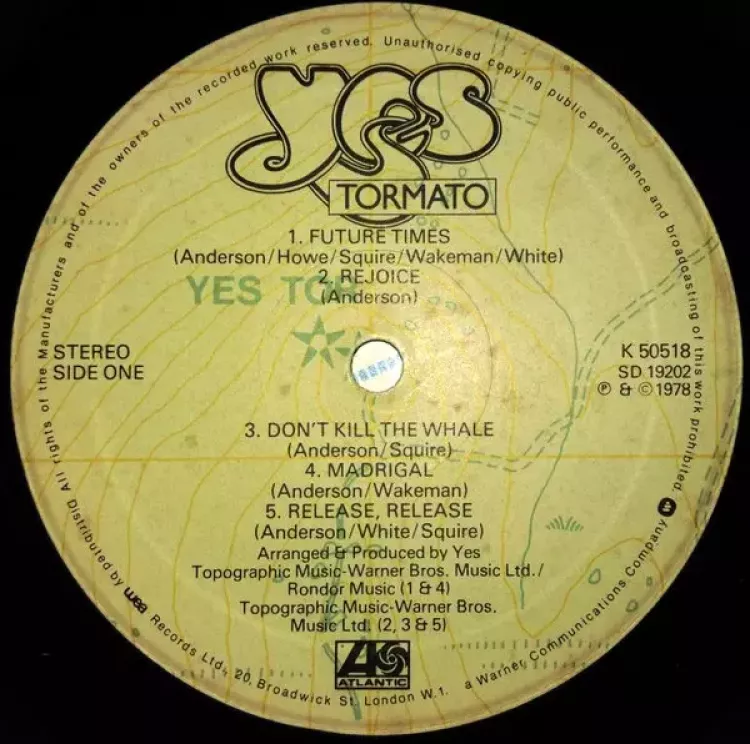 All rights of the Manufacturers and of the owners of the recorded work reserved. Unauthorised copying public performance and broadcasting of this work prohibited.
YES
TORMATO
1. FUTURE TIMES
(Anderson/Howe/Squire/Wakeman/White)
2. REJOICE
(Anderson)
YES TOR
STEREO
SIDE ONE
K 50518
SD 19202
℗ & © 1978
3. DON'T KILL THE WHALE
(Anderson/Squire)
4. MADRIGAL
(Anderson/Wakeman)
5. RELEASE, RELEASE
(Anderson/White/Squire)
Arranged & Produced by Yes
Topographic Music-Warner Bros. Music Ltd./
Rondor Music (1 & 4)
Topographic Music-Warner Bros.
Music Ltd. (2, 3 & 5)
ATLANTIC
Distributed by wea Records Ltd., 20, Broadwick St. London W.1. a Warner Communications Company